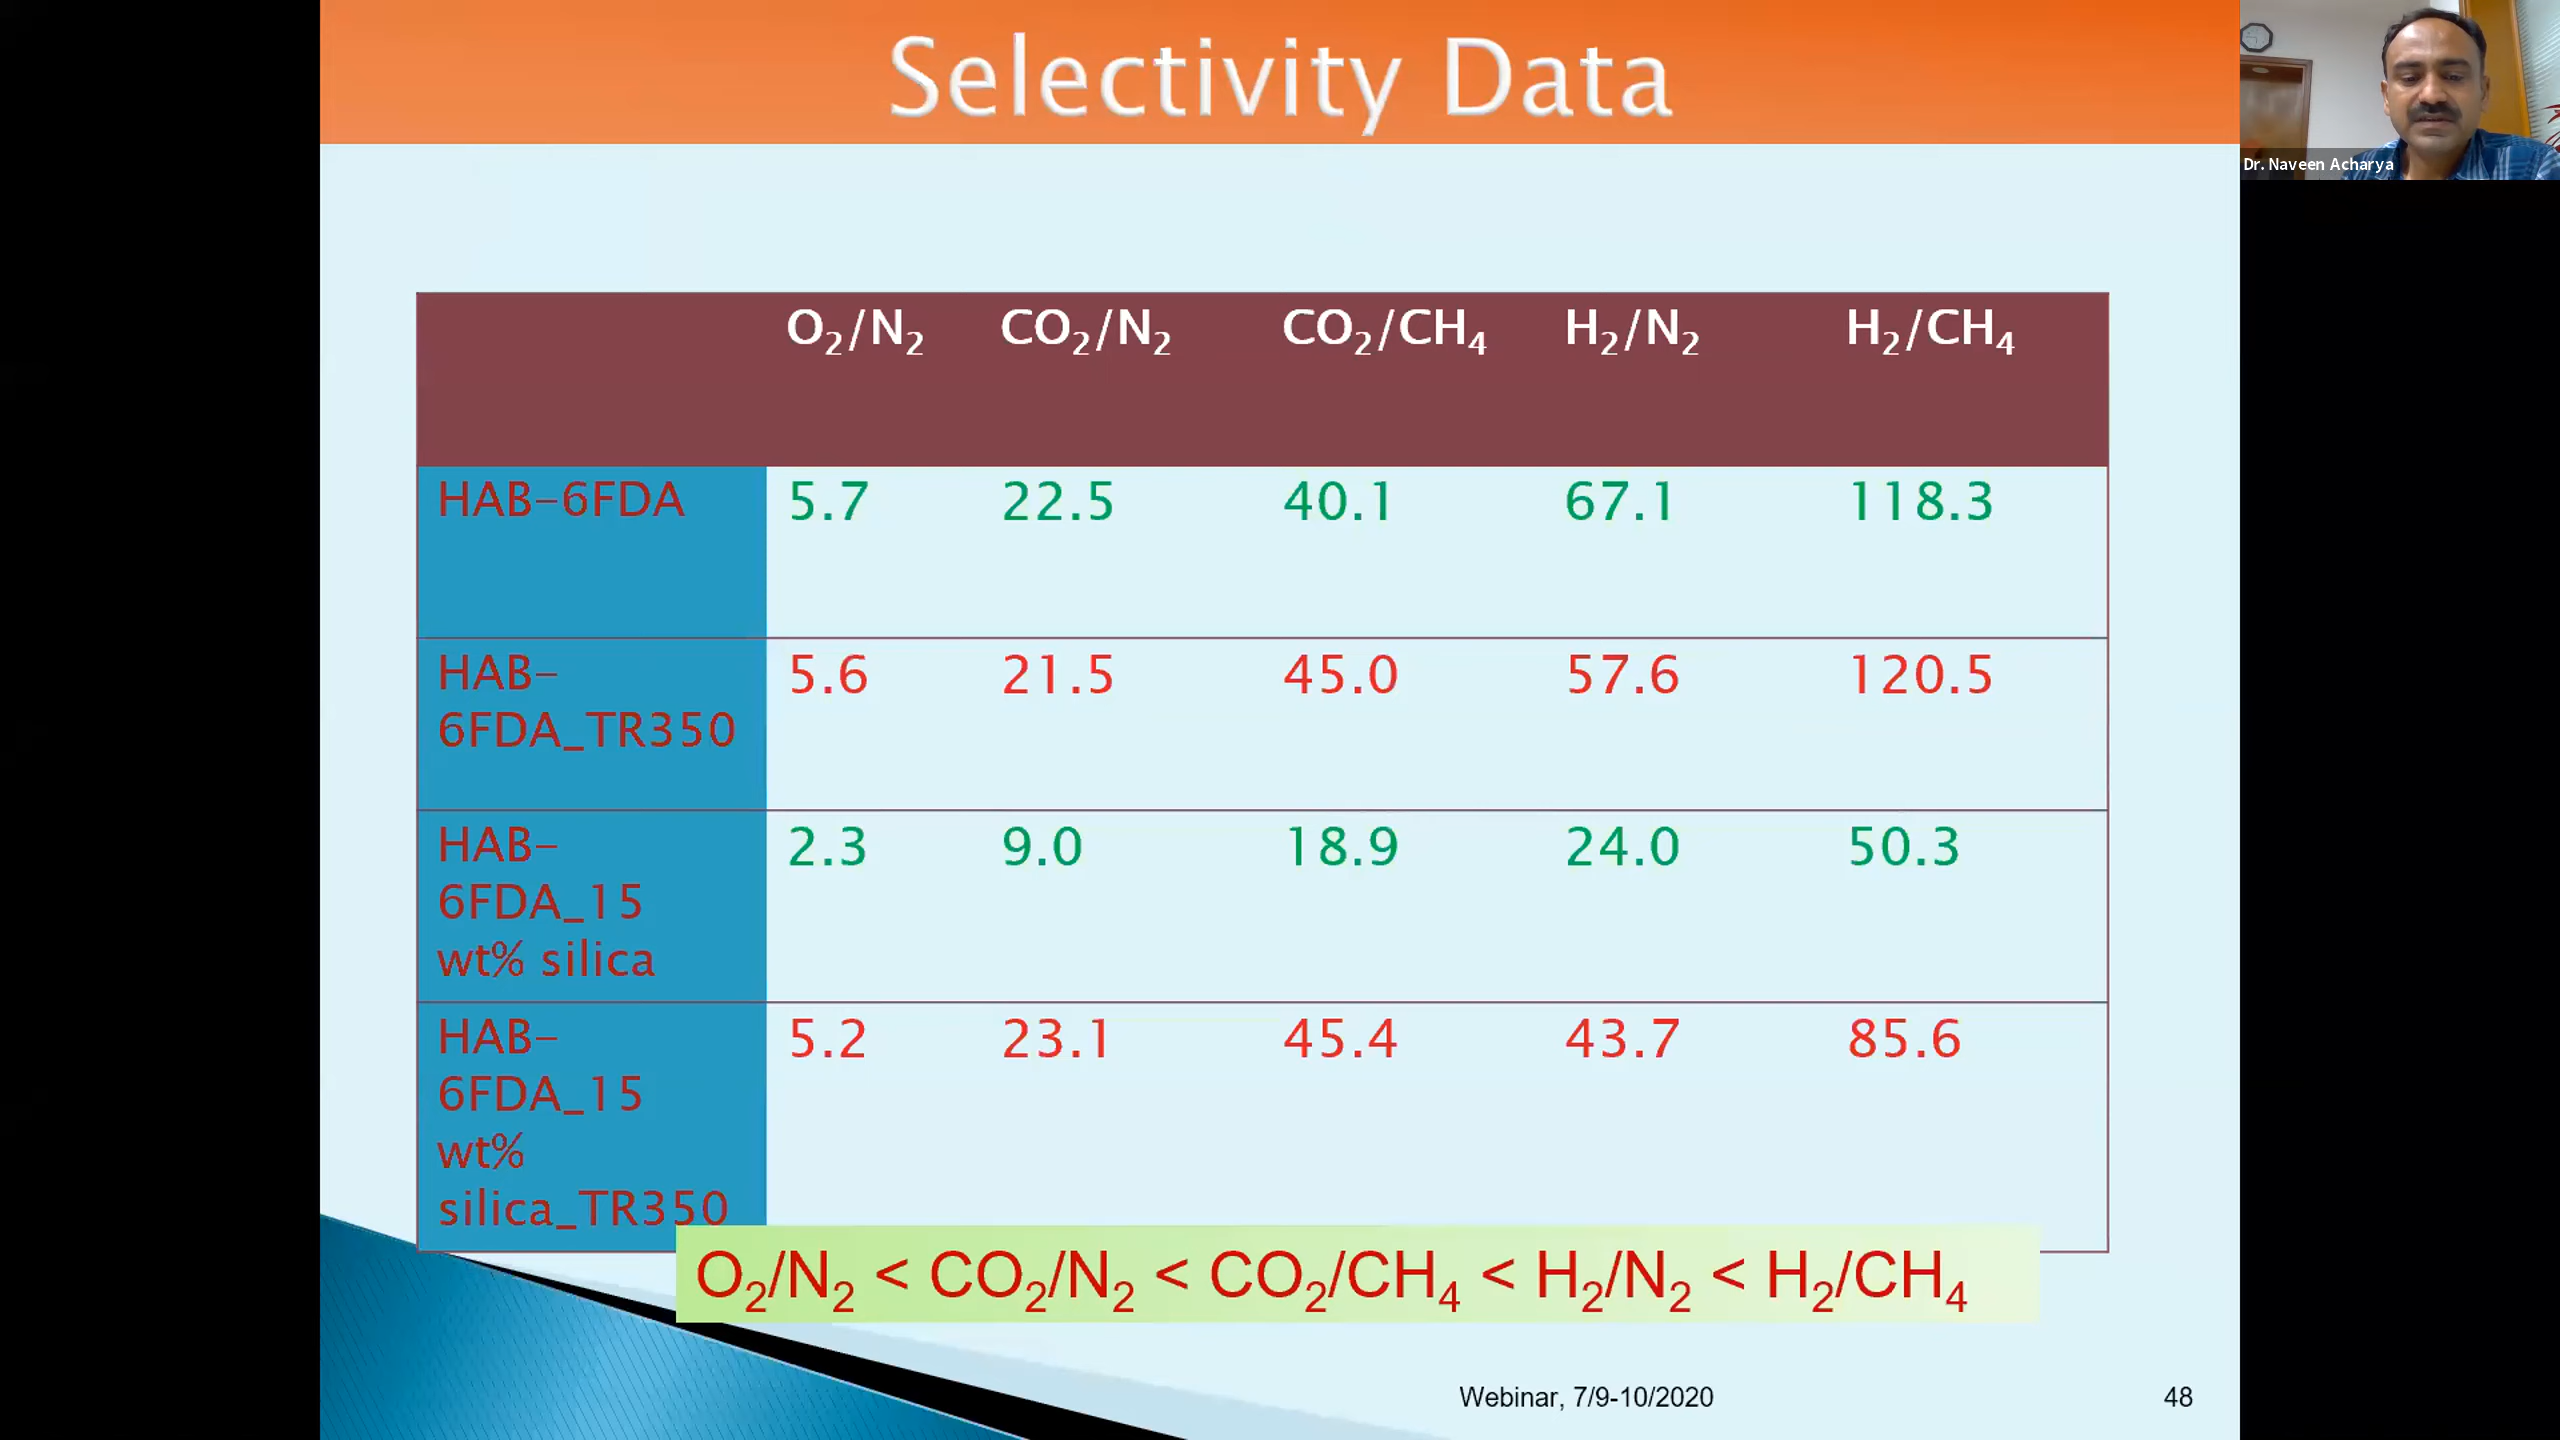 Selectivity Data
Dr. Naveen Acharya
O₂/N₂ CO₂/N₂ CO₂/CH₄ H₂/N₂ H₂/CH₄
HAB-6FDA 5.7 22.5 40.1 67.1 118.3
HAB- 5.6 21.5 45.0 57.6 120.5
6FDA_TR350
HAB- 2.3 9.0 18.9 24.0 50.3
6FDA_15
wt% silica
HAB- 5.2 23.1 45.4 43.7 85.6
6FDA_15
wt%
silica_TR350
O₂/N₂ < CO₂/N₂ < CO₂/CH₄ < H₂/N₂ < H₂/CH₄
Webinar, 7/9-10/2020 48